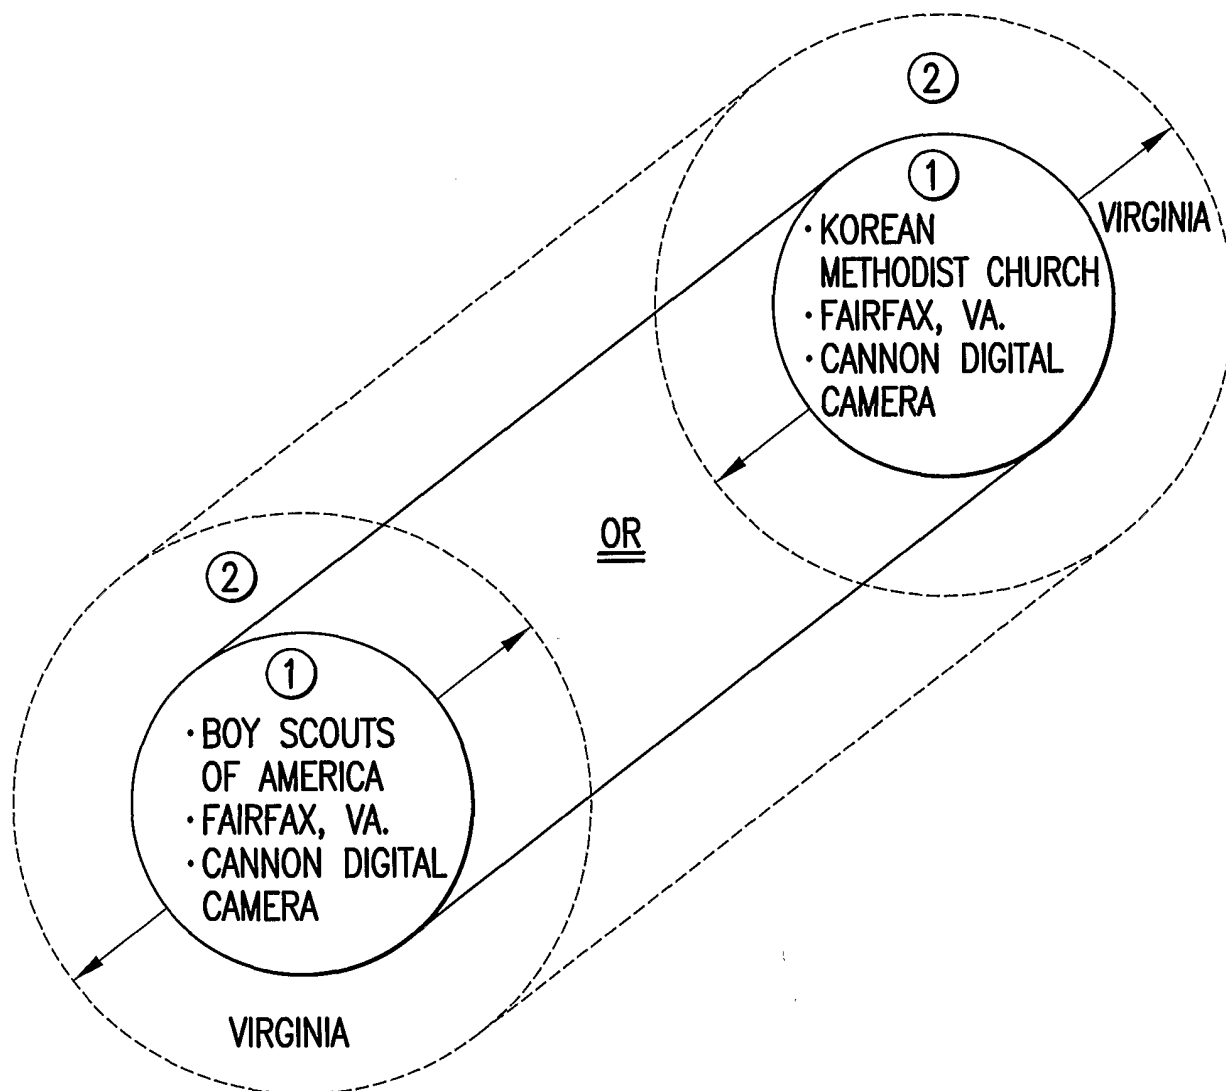 ②
①
· KOREAN
METHODIST CHURCH
· FAIRFAX, VA.
· CANNON DIGITAL
CAMERA
VIRGINIA
OR
②
①
· BOY SCOUTS
OF AMERICA
· FAIRFAX, VA.
· CANNON DIGITAL
CAMERA
VIRGINIA